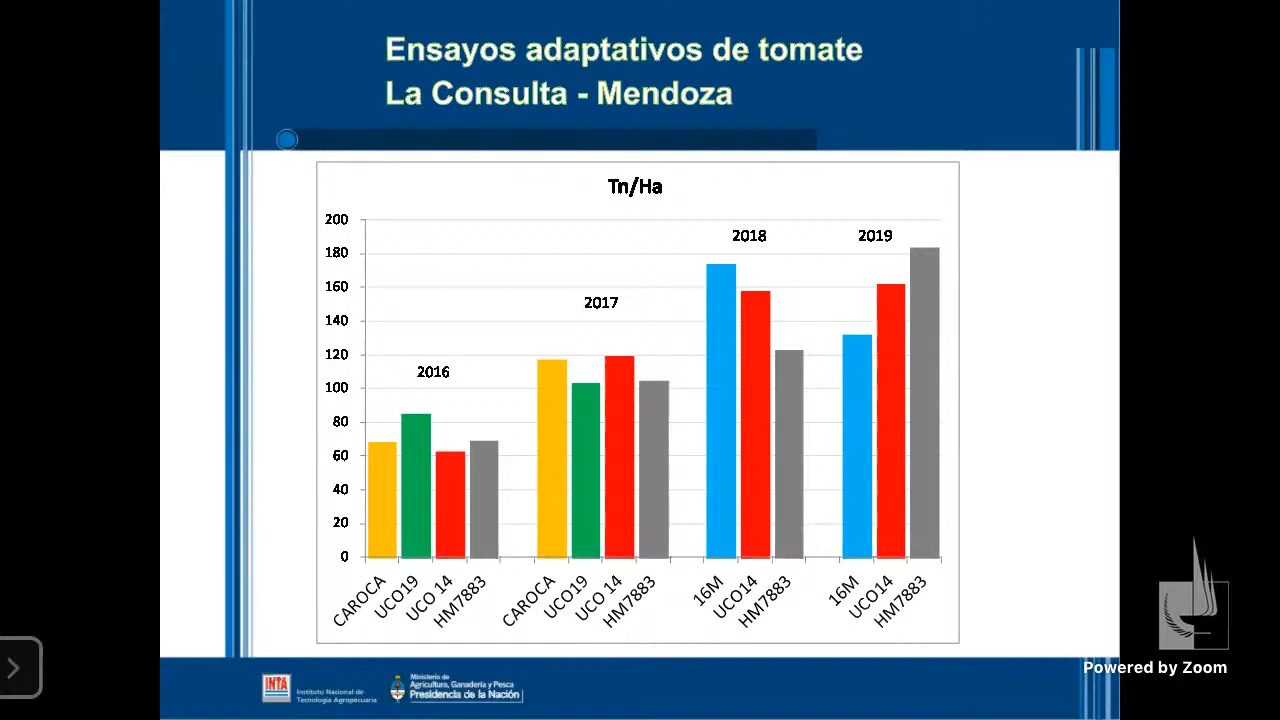 Ensayos adaptativos de tomate
La Consulta - Mendoza
Tn/Ha
200
180
160
140
120
100
80
60
40
20
0
2016
2017
2018
2019
CAROCA
UCO19
UCO 14
HM7883
CAROCA
UCO19
UCO 14
HM7883
16M
UCO14
HM7883
16M
UCO14
HM7883
INTA
Instituto Nacional de
Tecnología Agropecuaria
Ministerio de
Agricultura, Ganadería y Pesca
Presidencia de la Nación
Powered by Zoom